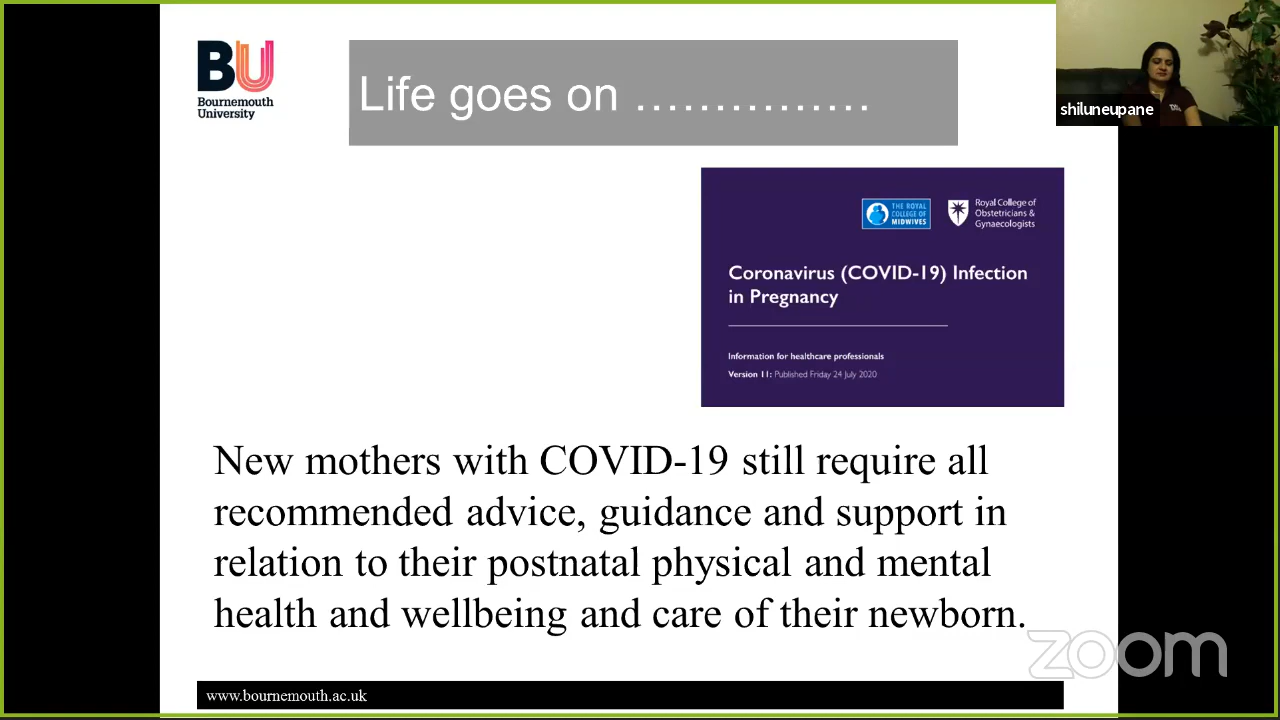 BU
Bournemouth
University
Life goes on ……………
shiluneupane
THE ROYAL
COLLEGE OF
MIDWIVES
Royal College of
Obstetricians &
Gynaecologists
Coronavirus (COVID-19) Infection
in Pregnancy
Information for healthcare professionals
Version 11: Published Friday 24 July 2020
New mothers with COVID-19 still require all
recommended advice, guidance and support in
relation to their postnatal physical and mental
health and wellbeing and care of their newborn.
zoom
www.bournemouth.ac.uk